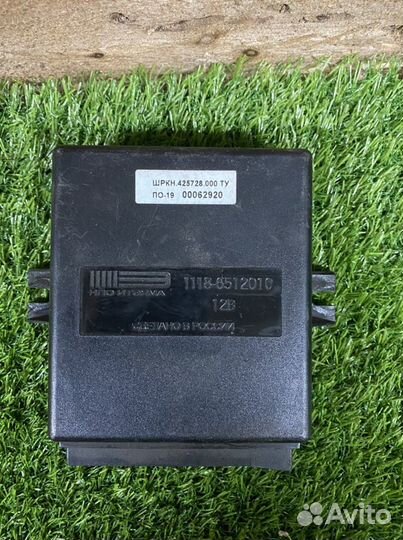 ШРКН.425728.000 ТУ
ПО-19 00062920
НПО ИТЭЛМА
1118-6512010
12В
СДЕЛАНО В РОССИИ
Avito